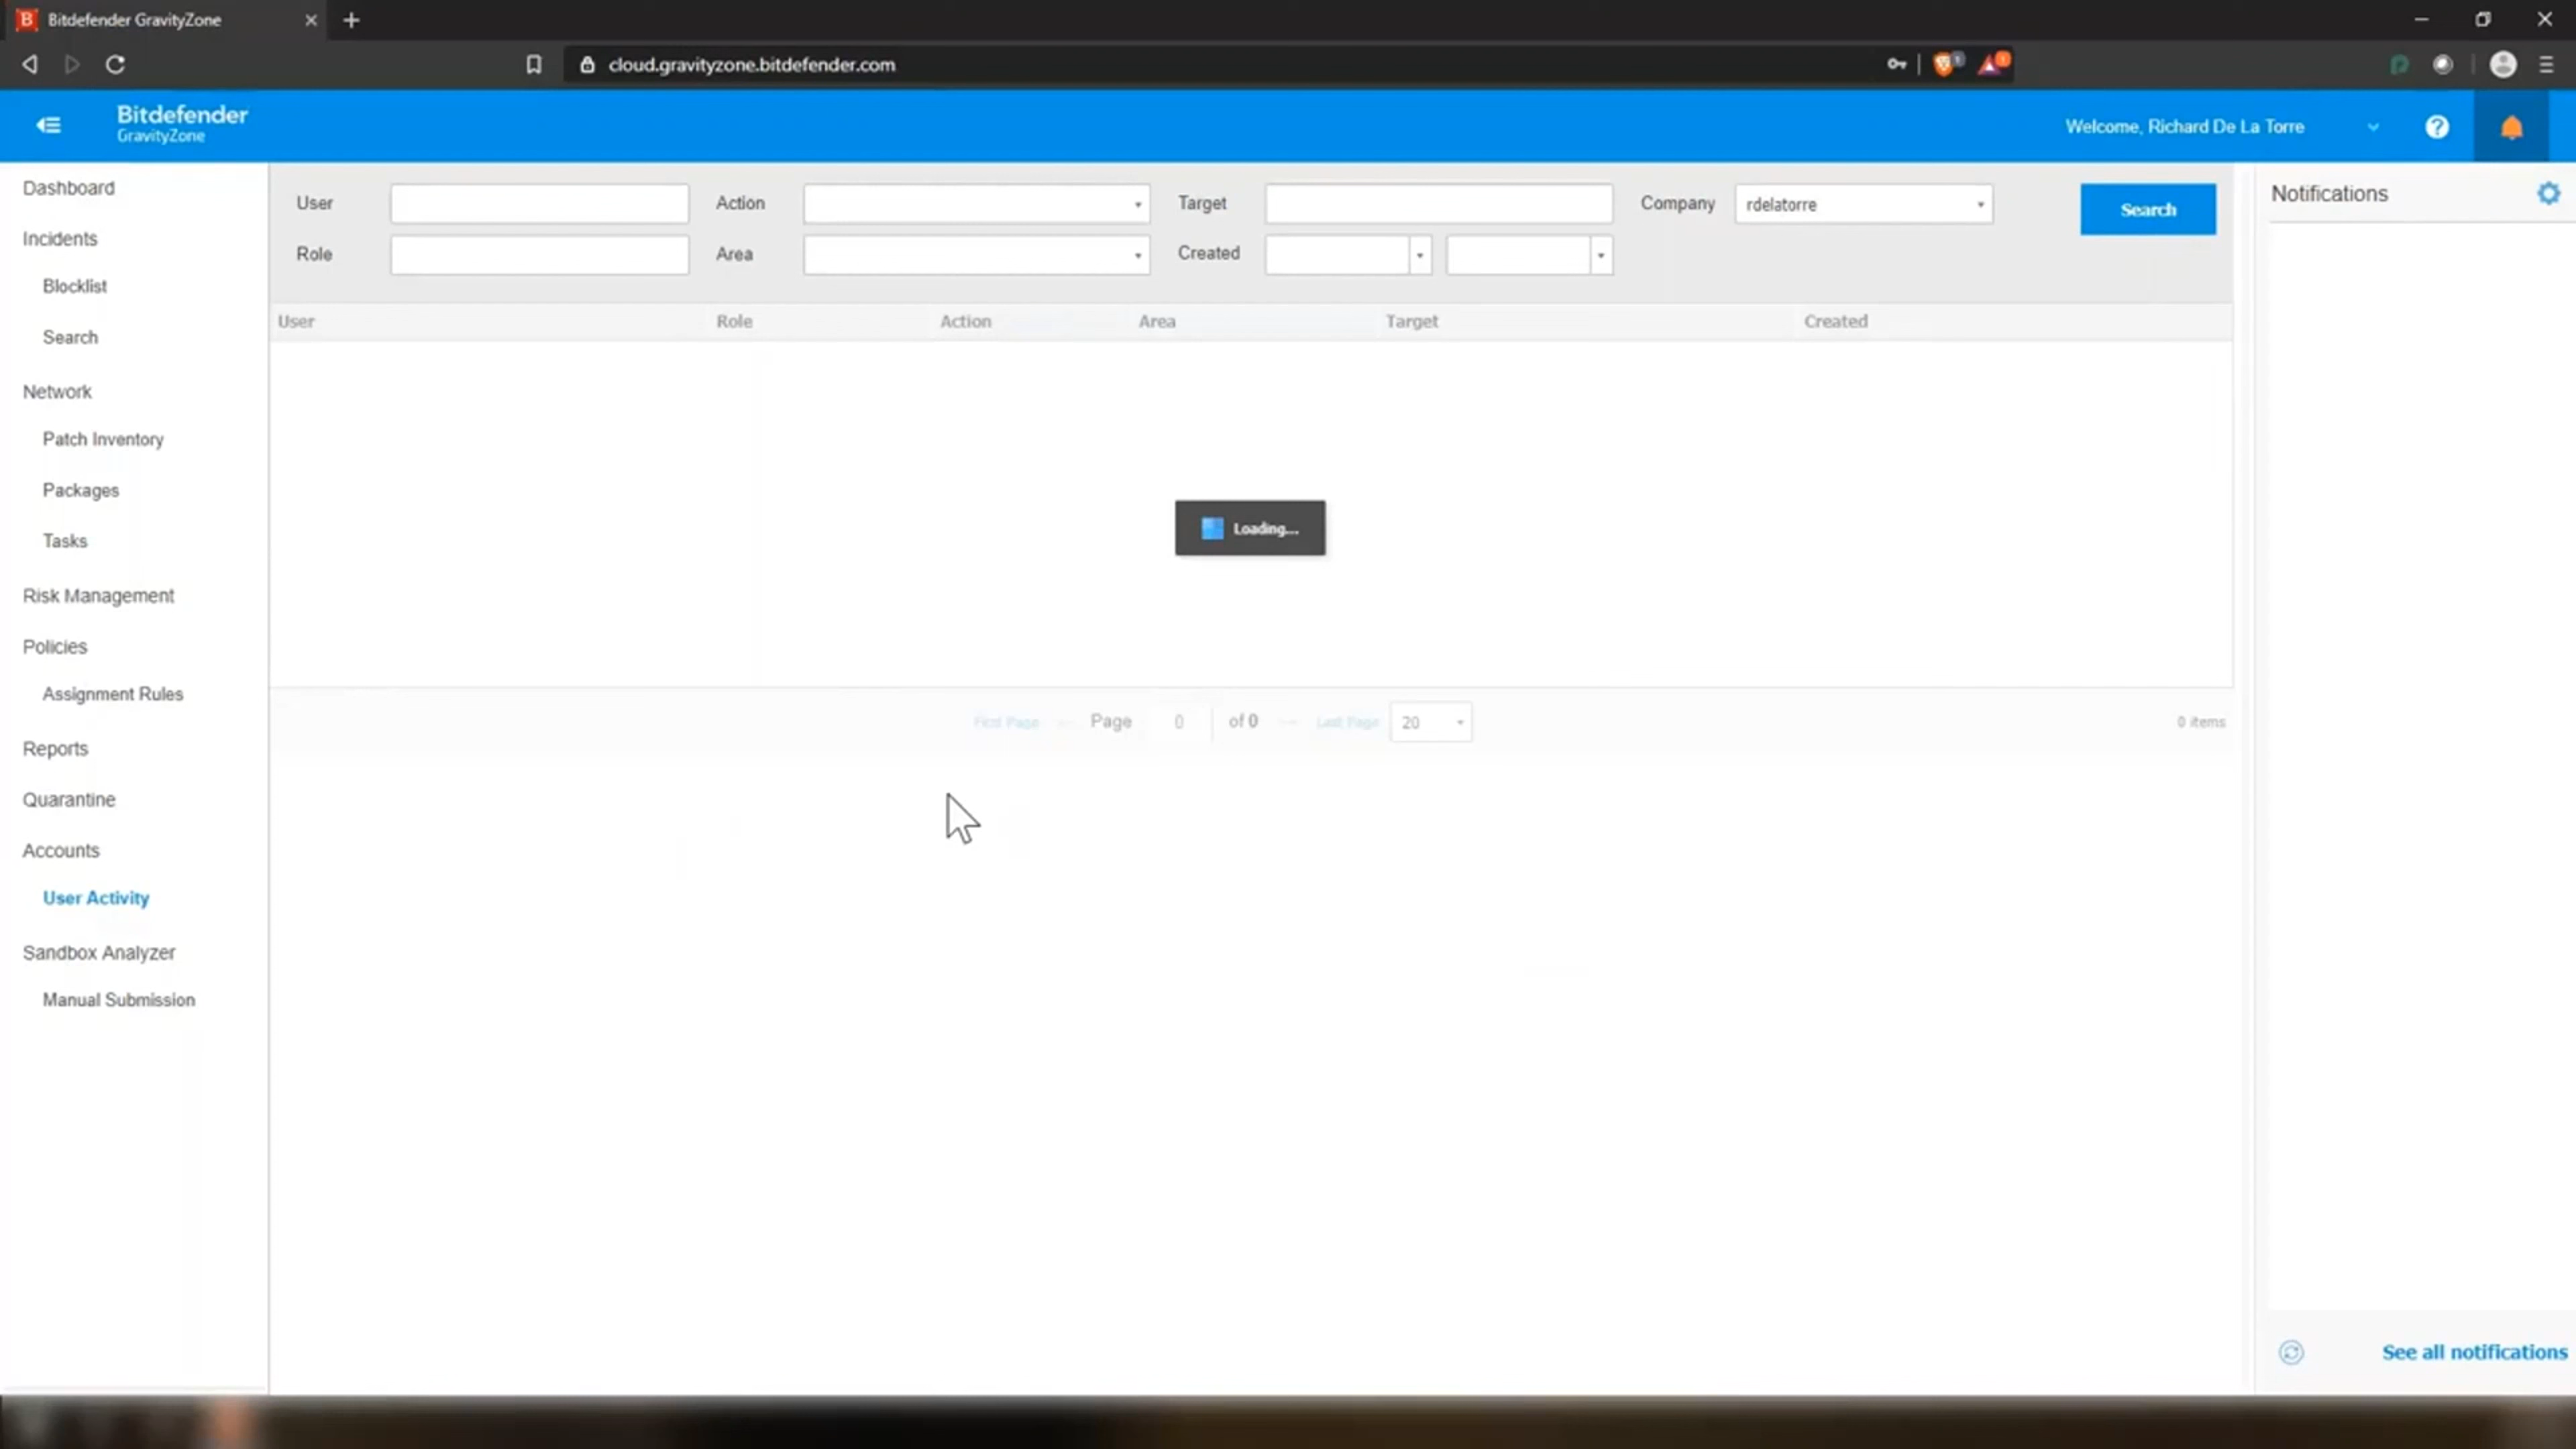 Bitdefender GravityZone
cloud.gravityzone.bitdefender.com
Bitdefender
GravityZone
Welcome, Richard De La Torre
Dashboard
Incidents
Blocklist
Search
Network
Patch Inventory
Packages
Tasks
Risk Management
Policies
Assignment Rules
Reports
Quarantine
Accounts
User Activity
Sandbox Analyzer
Manual Submission
User Action Target Company rdelatorre Search
Role Area Created
User Role Action Area Target Created
Loading...
First Page Page 0 of 0 Last Page 20 0 items
Notifications
See all notifications